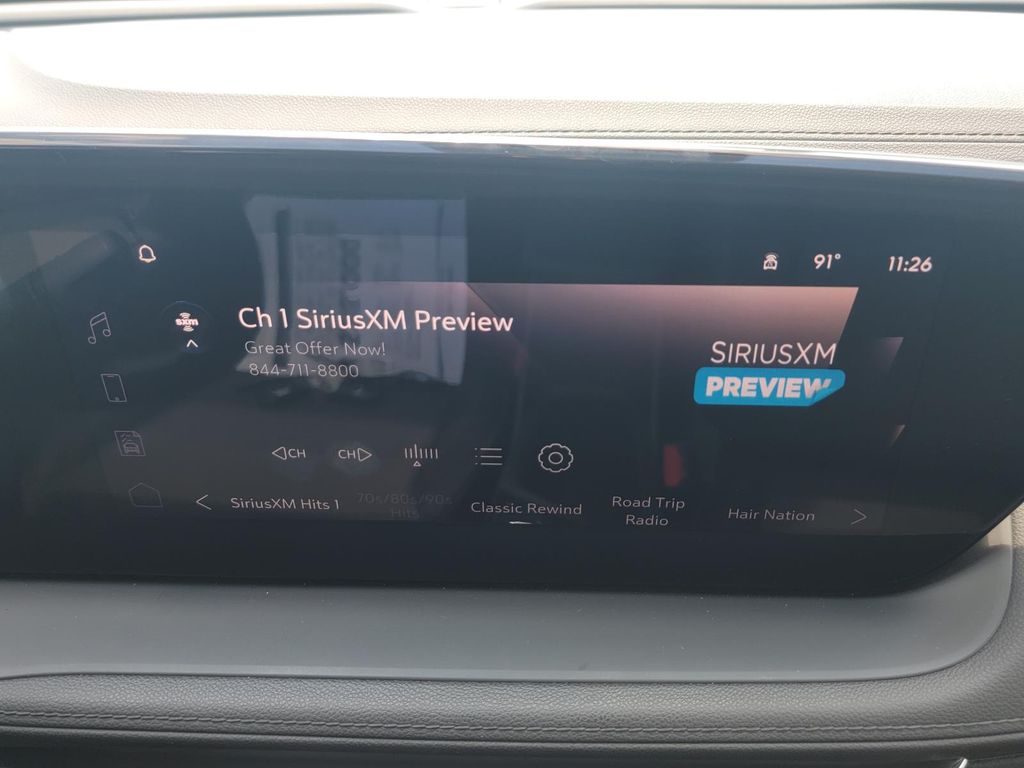 91° 11:26
sxm
Ch 1 SiriusXM Preview
Great Offer Now!
844-711-8800
SIRIUSXM
PREVIEW
CH CH
SiriusXM Hits 1
70s/80s/90s
Hits
Classic Rewind
Road Trip
Radio
Hair Nation